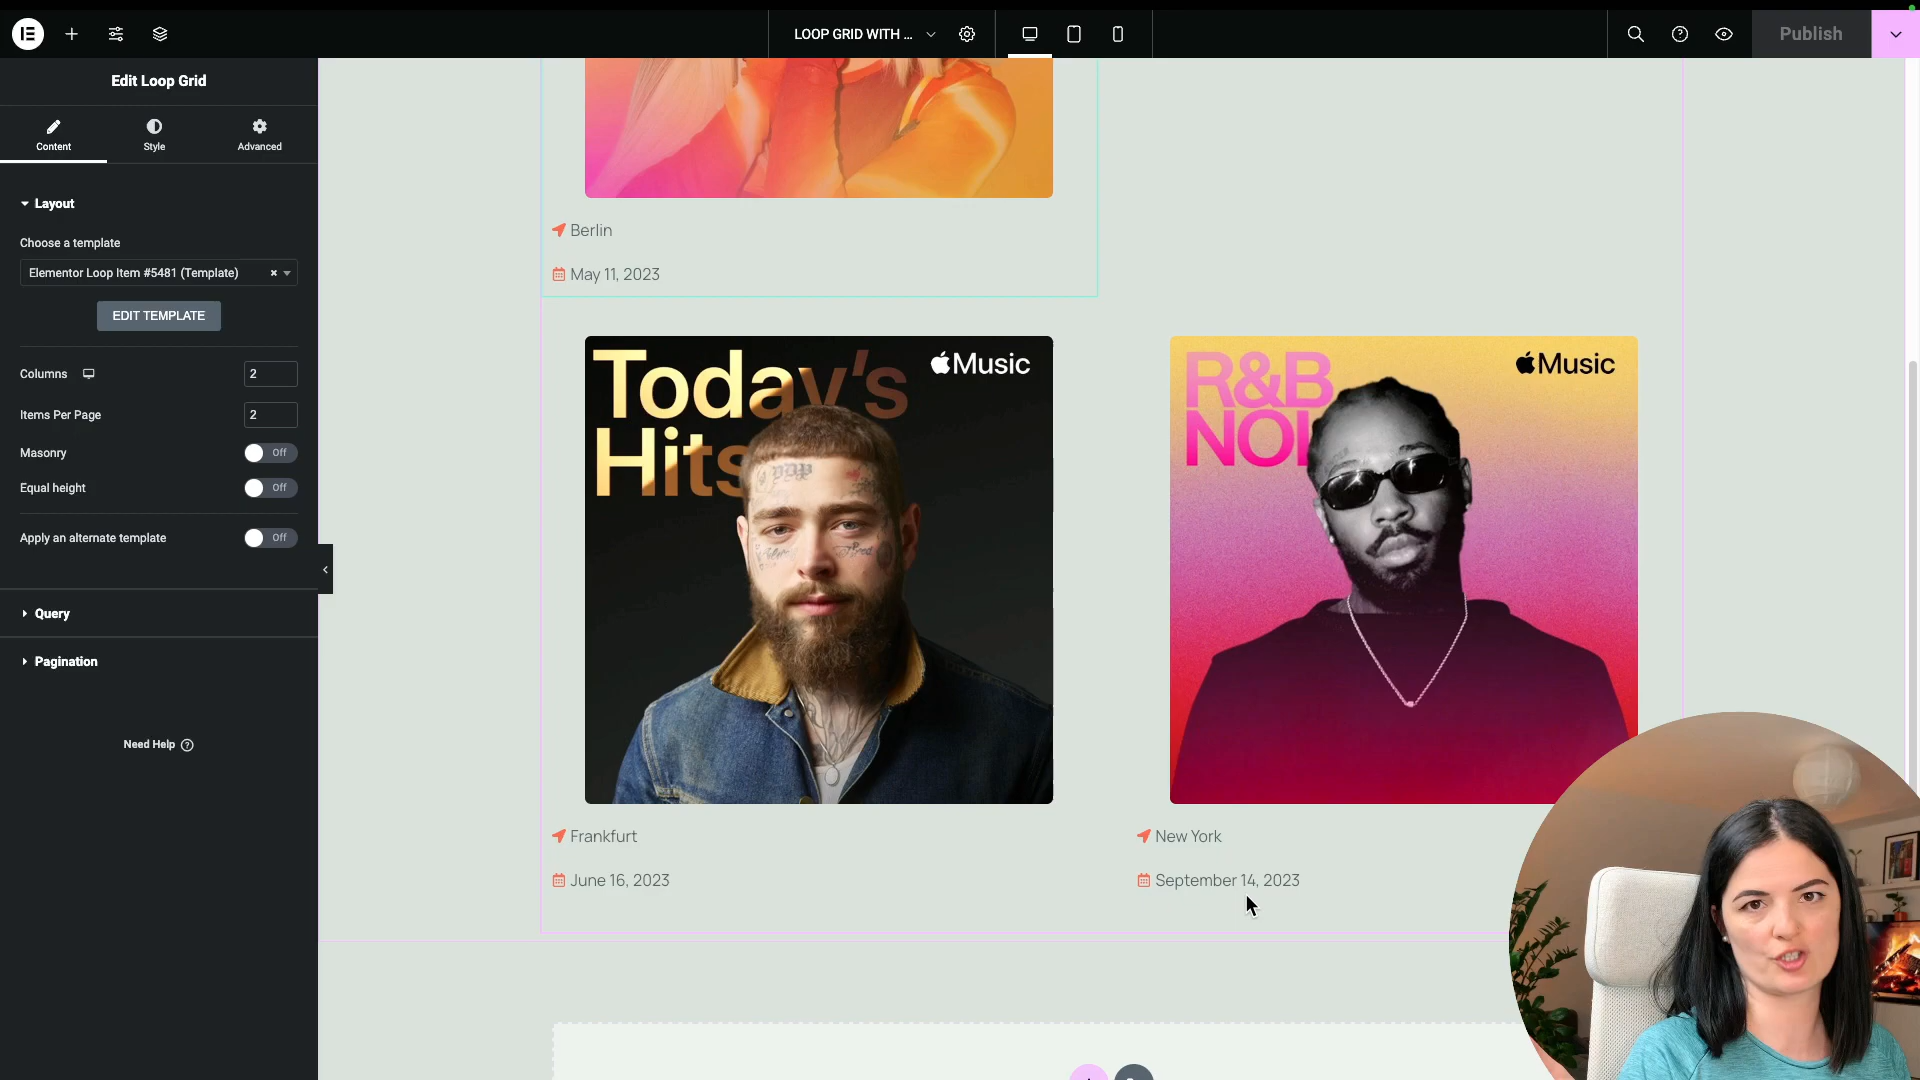 LOOP GRID WITH ...
Publish
Edit Loop Grid
Content
Style
Advanced
Layout
Choose a template
Elementor Loop Item #5481 (Template)
EDIT TEMPLATE
Columns
2
Items Per Page
2
Masonry
Off
Equal height
Off
Apply an alternate template
Off
Query
Pagination
Need Help
Berlin
May 11, 2023
Today's
Hits
Music
Frankfurt
June 16, 2023
R&B
Music
New York
September 14, 2023